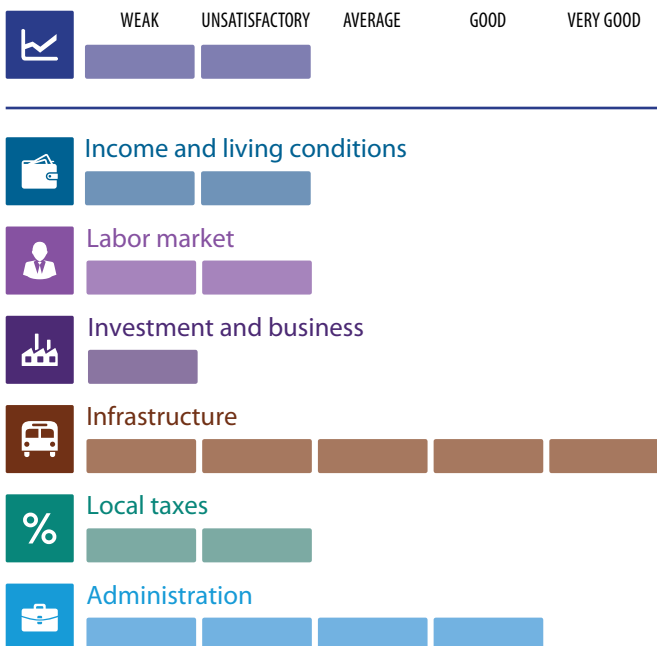 WEAK UNSATISFACTORY AVERAGE GOOD VERY GOOD
Income and living conditions
Labor market
Investment and business
Infrastructure
Local taxes
%
Administration